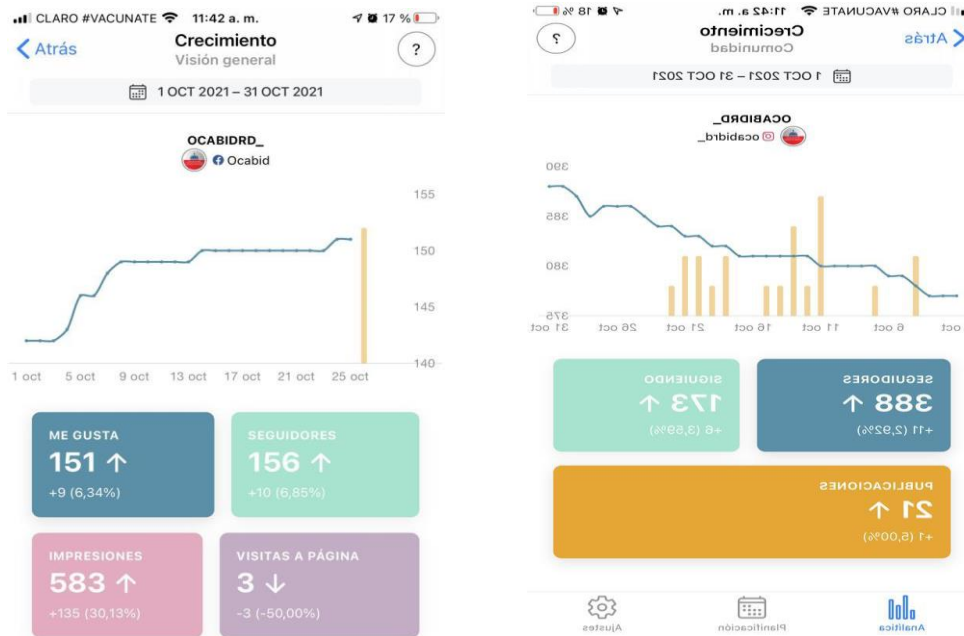 CLARO #VACUNATE 11:42 a. m. 17 %
Atrás
Crecimiento
Visión general
?
1 OCT 2021 – 31 OCT 2021
OCABIDRD_
Ocabid
155
150
145
140
1 oct 5 oct 9 oct 13 oct 17 oct 21 oct 25 oct
ME GUSTA
151 ↑
+9 (6,34%)
SEGUIDORES
156 ↑
+10 (6,85%)
IMPRESIONES
583 ↑
+135 (30,13%)
VISITAS A PÁGINA
3 ↓
-3 (-50,00%)
CLARO #VACUNATE 11:42 a. m. 18 %
Atrás
Crecimiento
Comunidad
?
1 OCT 2021 – 31 OCT 2021
OCABIDRD_
ocabidrd_
390
385
380
375
oct 6 oct 11 oct 16 oct 21 oct 26 oct 31 oct
SEGUIDORES
388 ↑
+11 (2,92%)
SIGUIENDO
173 ↑
+6 (3,59%)
PUBLICACIONES
21 ↑
+1 (5,00%)
Analítica
Planificación
Ajustes